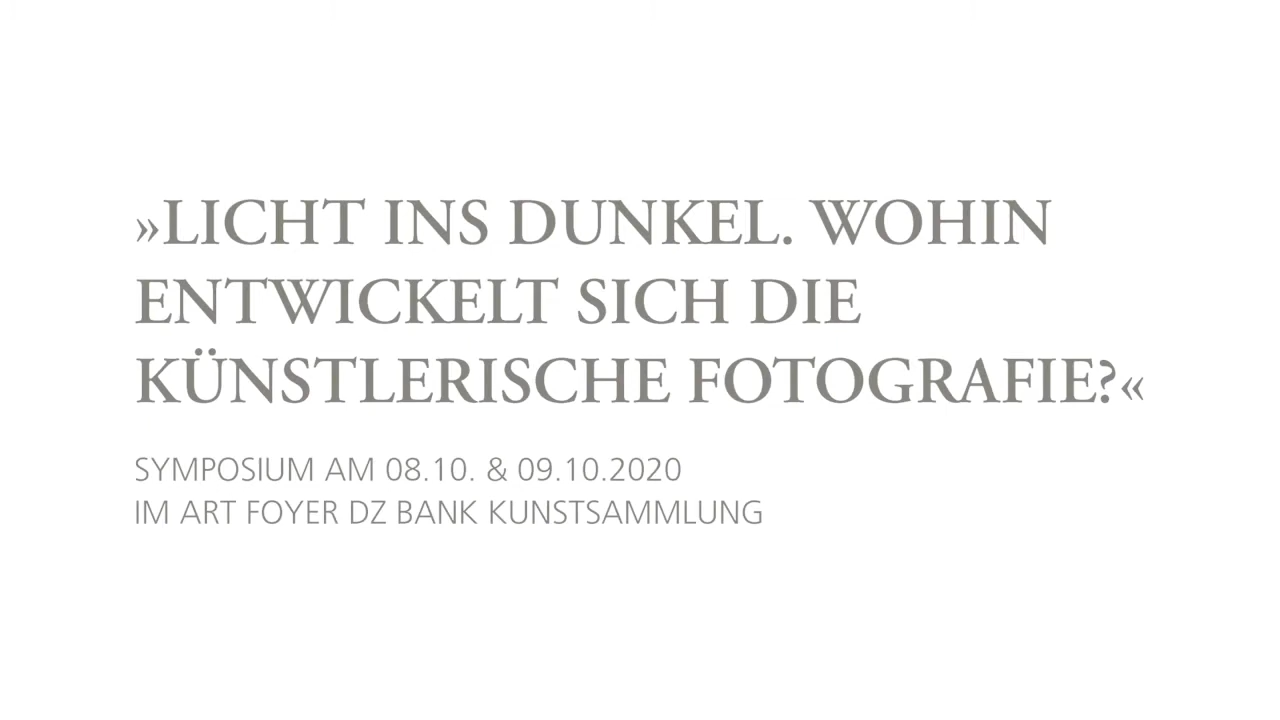 »LICHT INS DUNKEL. WOHIN
ENTWICKELT SICH DIE
KÜNSTLERISCHE FOTOGRAFIE?«
SYMPOSIUM AM 08.10. & 09.10.2020
IM ART FOYER DZ BANK KUNSTSAMMLUNG